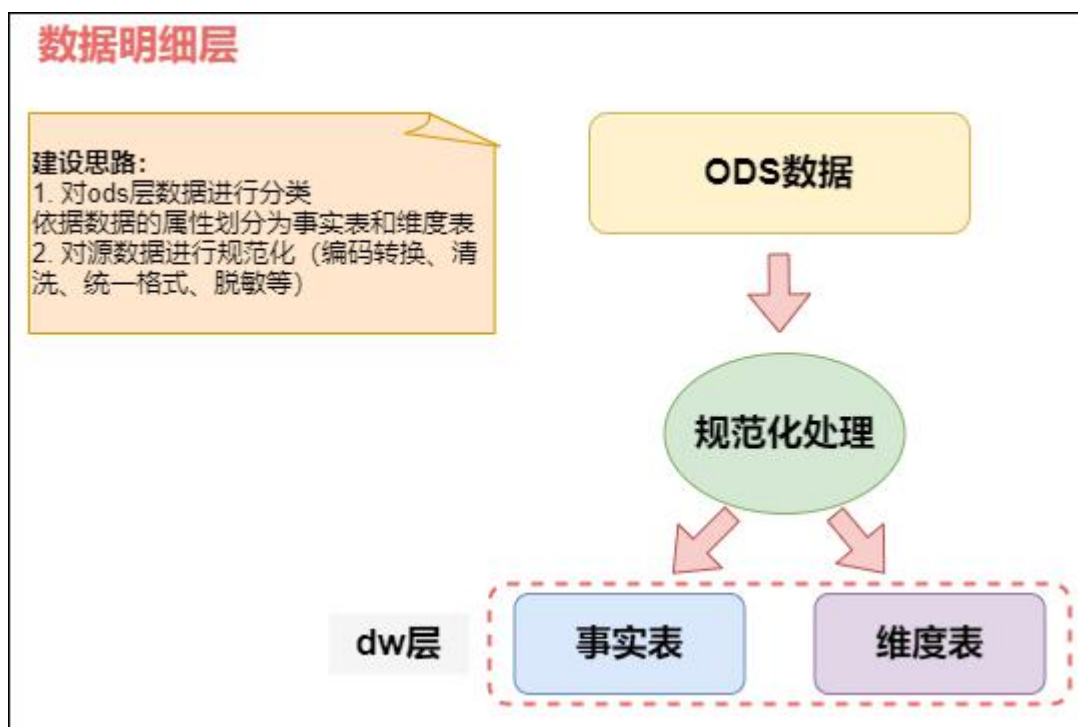 数据明细层
建设思路：
1. 对ods层数据进行分类
依据数据的属性划分为事实表和维度表
2. 对源数据进行规范化（编码转换、清
洗、统一格式、脱敏等）
ODS数据
规范化处理
dw层
事实表
维度表